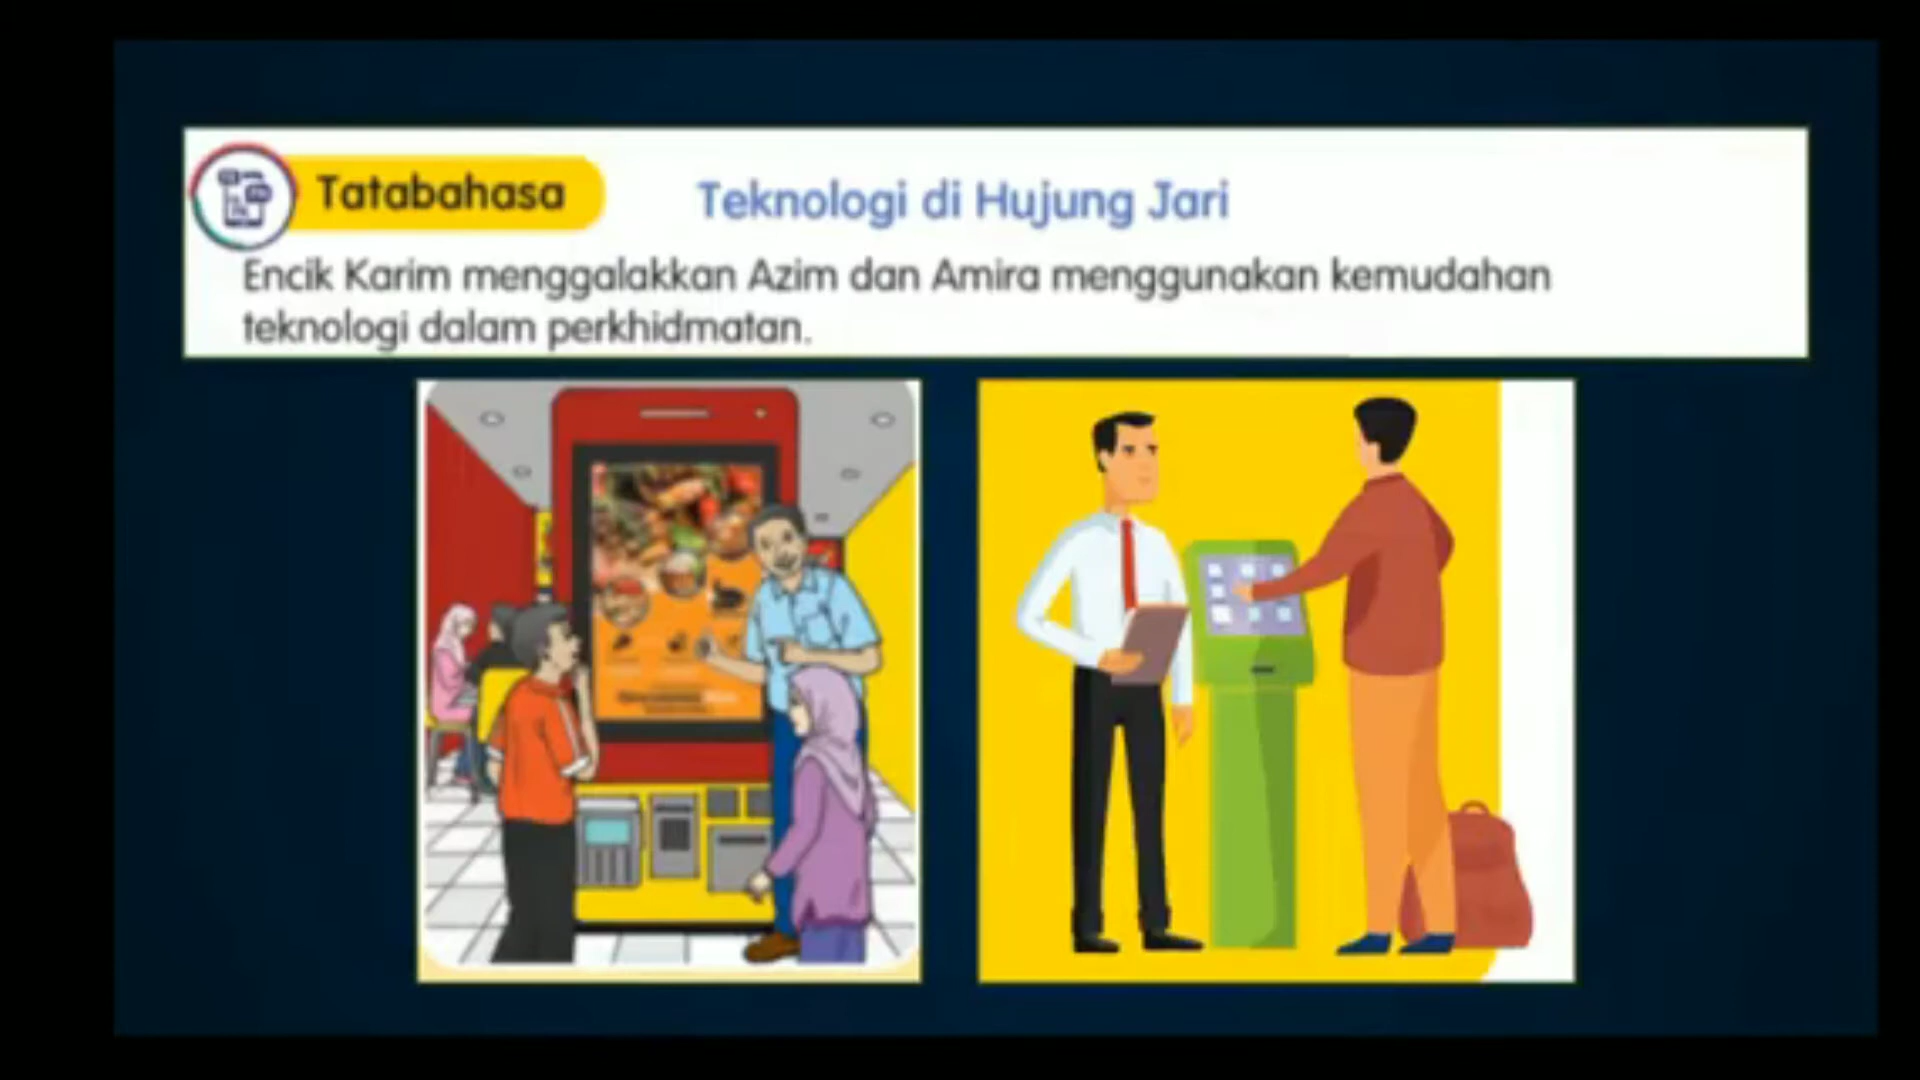 Tatabahasa
Teknologi di Hujung Jari
Encik Karim menggalakkan Azim dan Amira menggunakan kemudahan
teknologi dalam perkhidmatan.